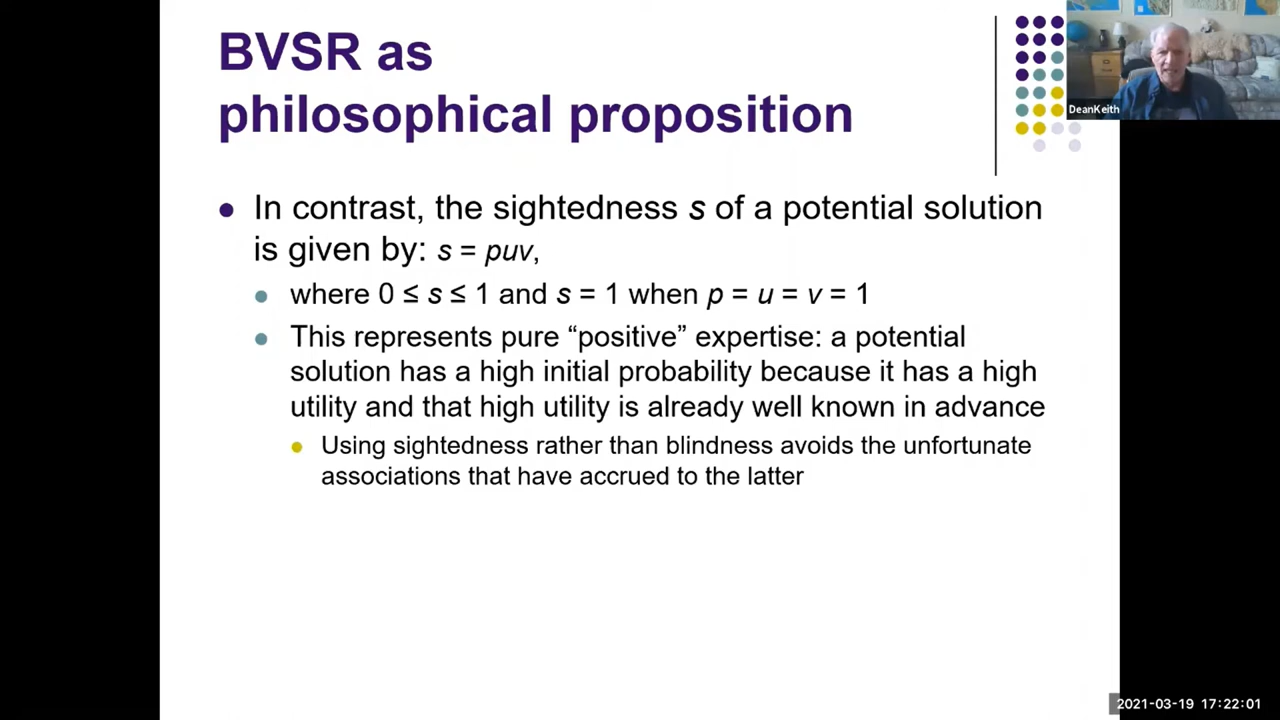 BVSR as
philosophical proposition
DeanKeith
In contrast, the sightedness s of a potential solution
is given by: s = puv,
where 0 ≤ s ≤ 1 and s = 1 when p = u = v = 1
This represents pure “positive” expertise: a potential
solution has a high initial probability because it has a high
utility and that high utility is already well known in advance
Using sightedness rather than blindness avoids the unfortunate
associations that have accrued to the latter
2021-03-19 17:22:01